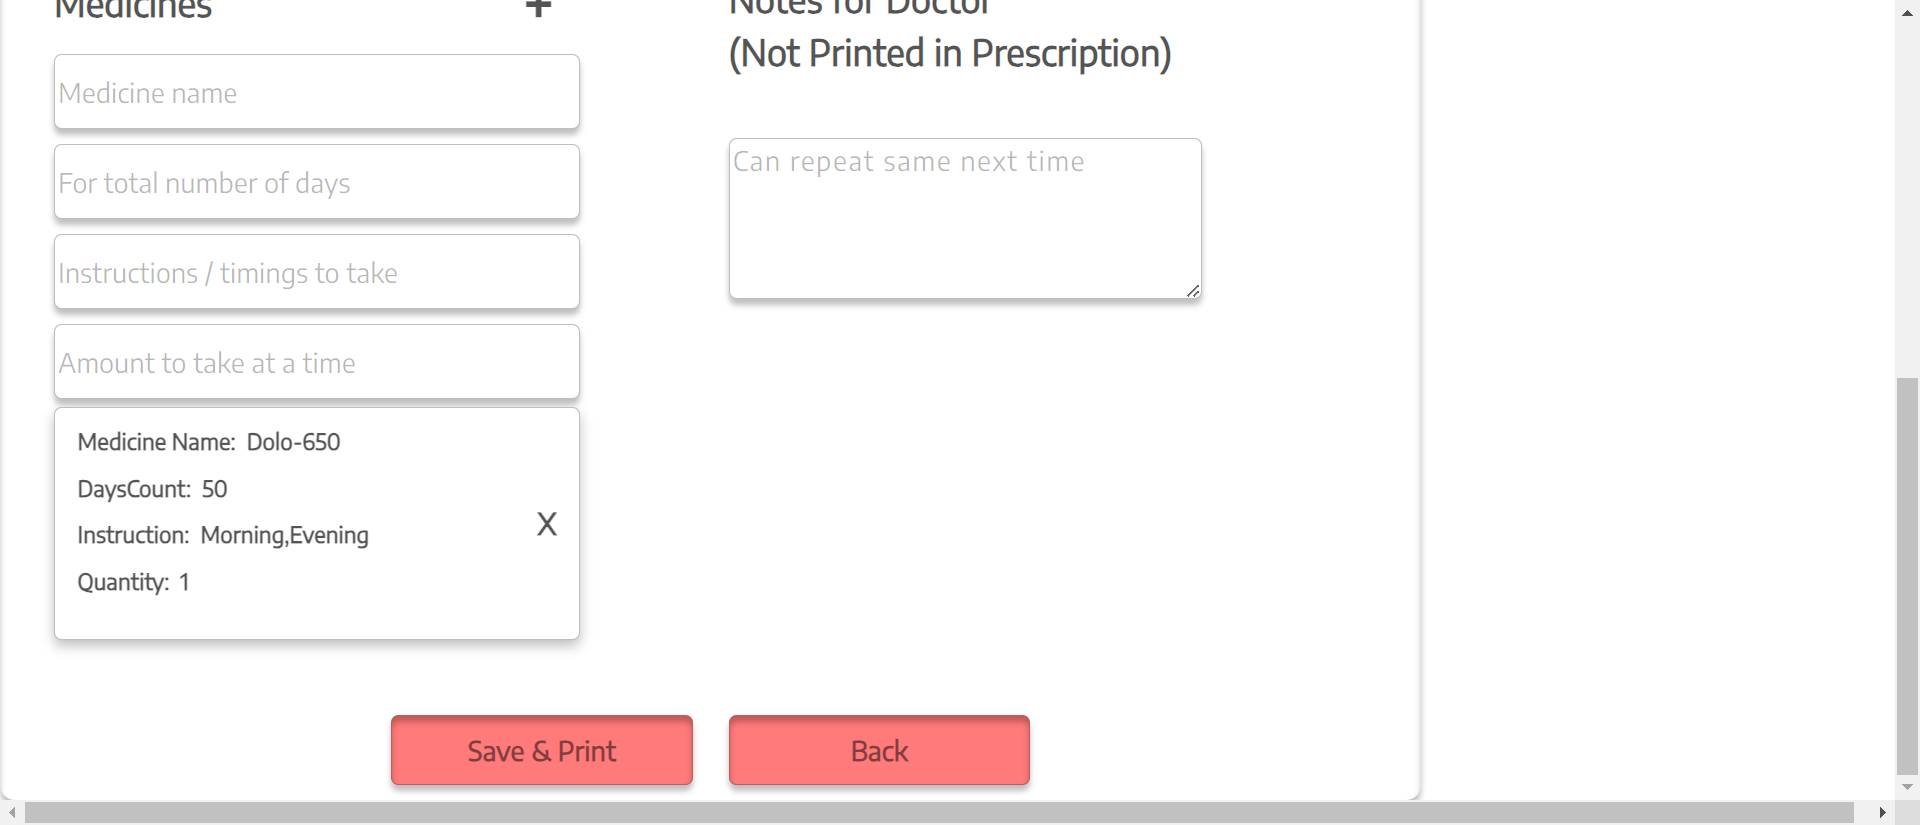 Medicines +
Medicine name
For total number of days
Instructions / timings to take
Amount to take at a time
Medicine Name: Dolo-650
DaysCount: 50
Instruction: Morning,Evening
X
Quantity: 1
Notes for Doctor
(Not Printed in Prescription)
Can repeat same next time
Save & Print
Back